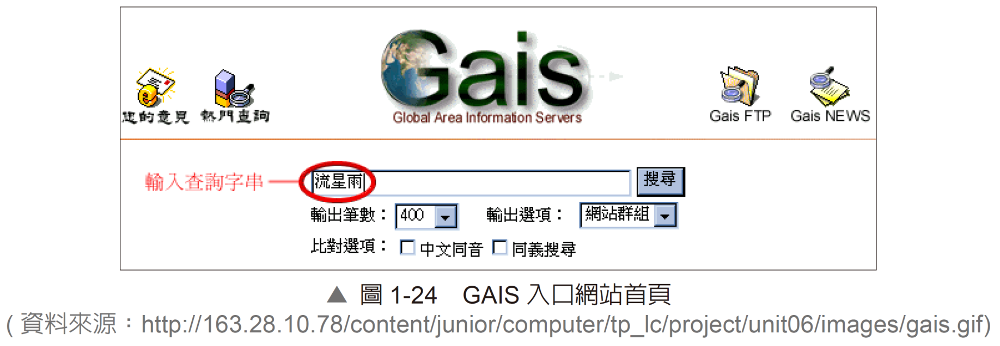 Gais
Global Area Information Servers
您的意見 熱門查詢
Gais FTP Gais NEWS
輸入查詢字串 流星雨 搜尋
輸出筆數： 400 輸出選項： 網站群組
比對選項： 中文同音 同義搜尋
▲ 圖 1-24 GAIS 入口網站首頁
( 資料來源：http://163.28.10.78/content/junior/computer/tp_lc/project/unit06/images/gais.gif)